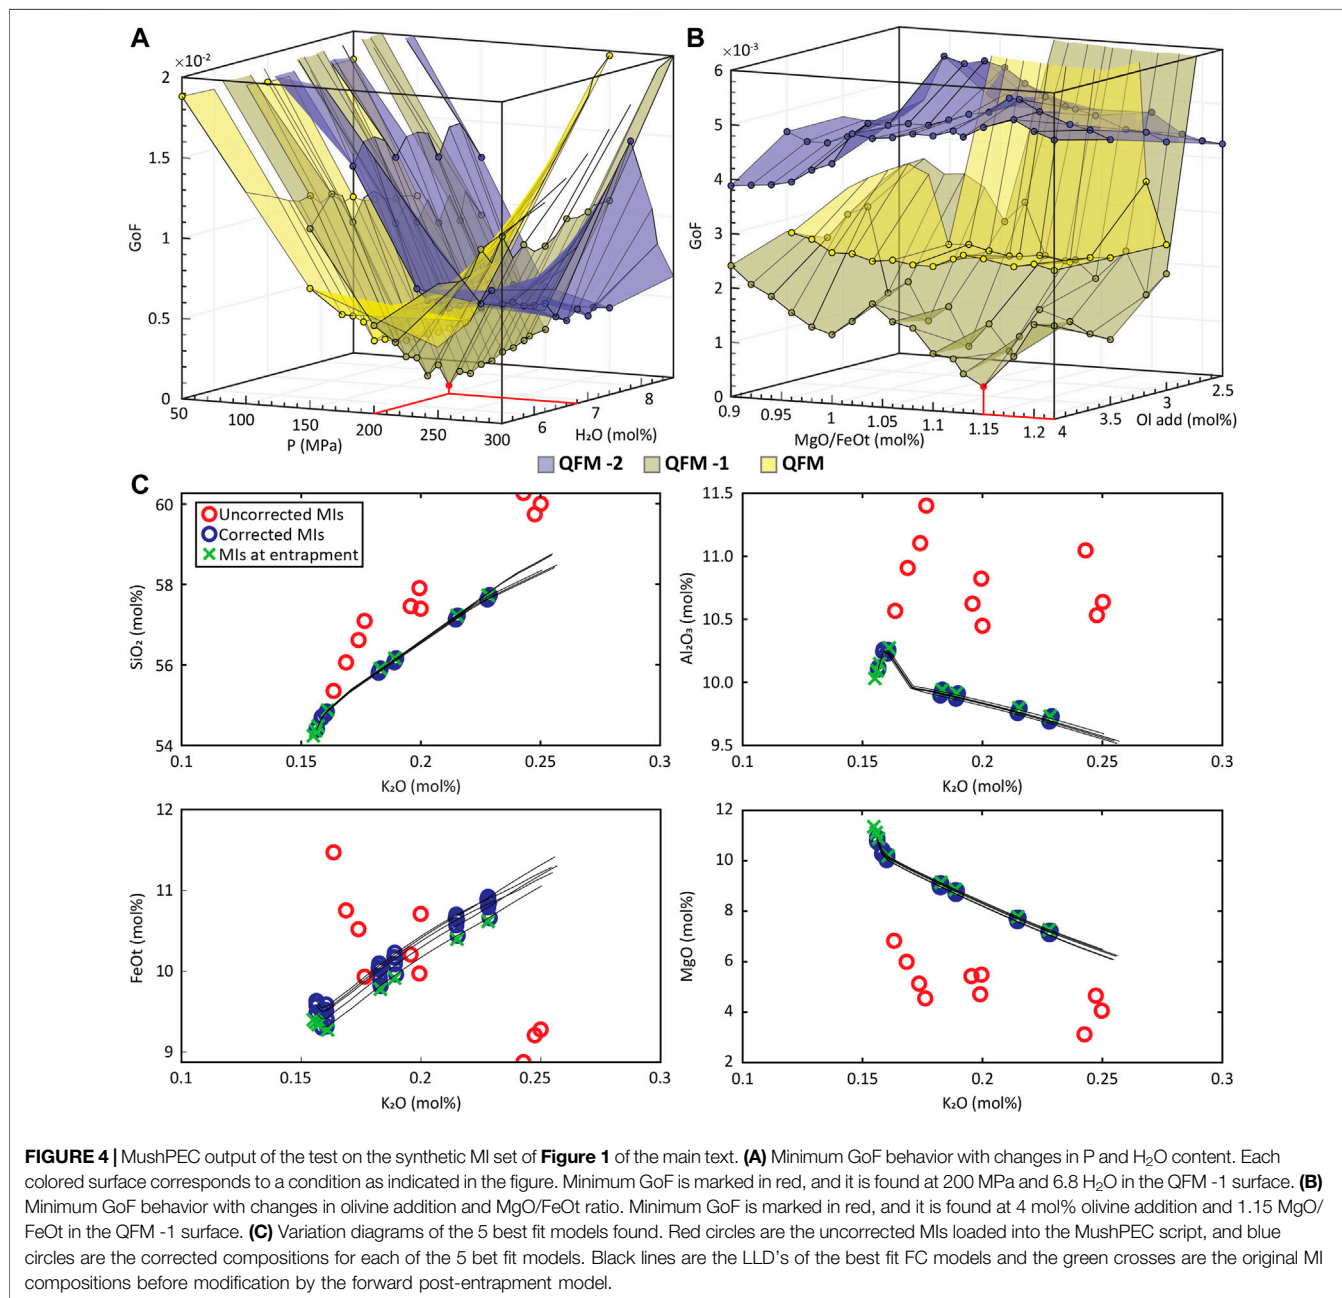 A
×10⁻²
2
1.5
1
0.5
0
GoF
50
100
150
200
250
300
P (MPa)
6
7
8
H₂O (mol%)
B
×10⁻³
6
5
4
3
2
1
0
GoF
0.9
0.95
1
1.05
1.1
1.15
1.2
MgO/FeOt (mol%)
4
3.5
3
2.5
Ol add (mol%)
QFM -2 QFM -1 QFM
C
Uncorrected MIs
Corrected MIs
MIs at entrapment
60
58
56
54
SiO₂ (mol%)
0.1 0.15 0.2 0.25 0.3
K₂O (mol%)
11.5
11.0
10.5
10.0
9.5
Al₂O₃ (mol%)
0.1 0.15 0.2 0.25 0.3
K₂O (mol%)
12
11
10
9
FeOt (mol%)
0.1 0.15 0.2 0.25 0.3
K₂O (mol%)
12
10
8
6
4
2
MgO (mol%)
0.1 0.15 0.2 0.25 0.3
K₂O (mol%)
FIGURE 4 | MushPEC output of the test on the synthetic MI set of Figure 1 of the main text. (A) Minimum GoF behavior with changes in P and H₂O content. Each
colored surface corresponds to a condition as indicated in the figure. Minimum GoF is marked in red, and it is found at 200 MPa and 6.8 H₂O in the QFM -1 surface. (B)
Minimum GoF behavior with changes in olivine addition and MgO/FeOt ratio. Minimum GoF is marked in red, and it is found at 4 mol% olivine addition and 1.15 MgO/
FeOt in the QFM -1 surface. (C) Variation diagrams of the 5 best fit models found. Red circles are the uncorrected MIs loaded into the MushPEC script, and blue
circles are the corrected compositions for each of the 5 bet fit models. Black lines are the LLD's of the best fit FC models and the green crosses are the original MI
compositions before modification by the forward post-entrapment model.